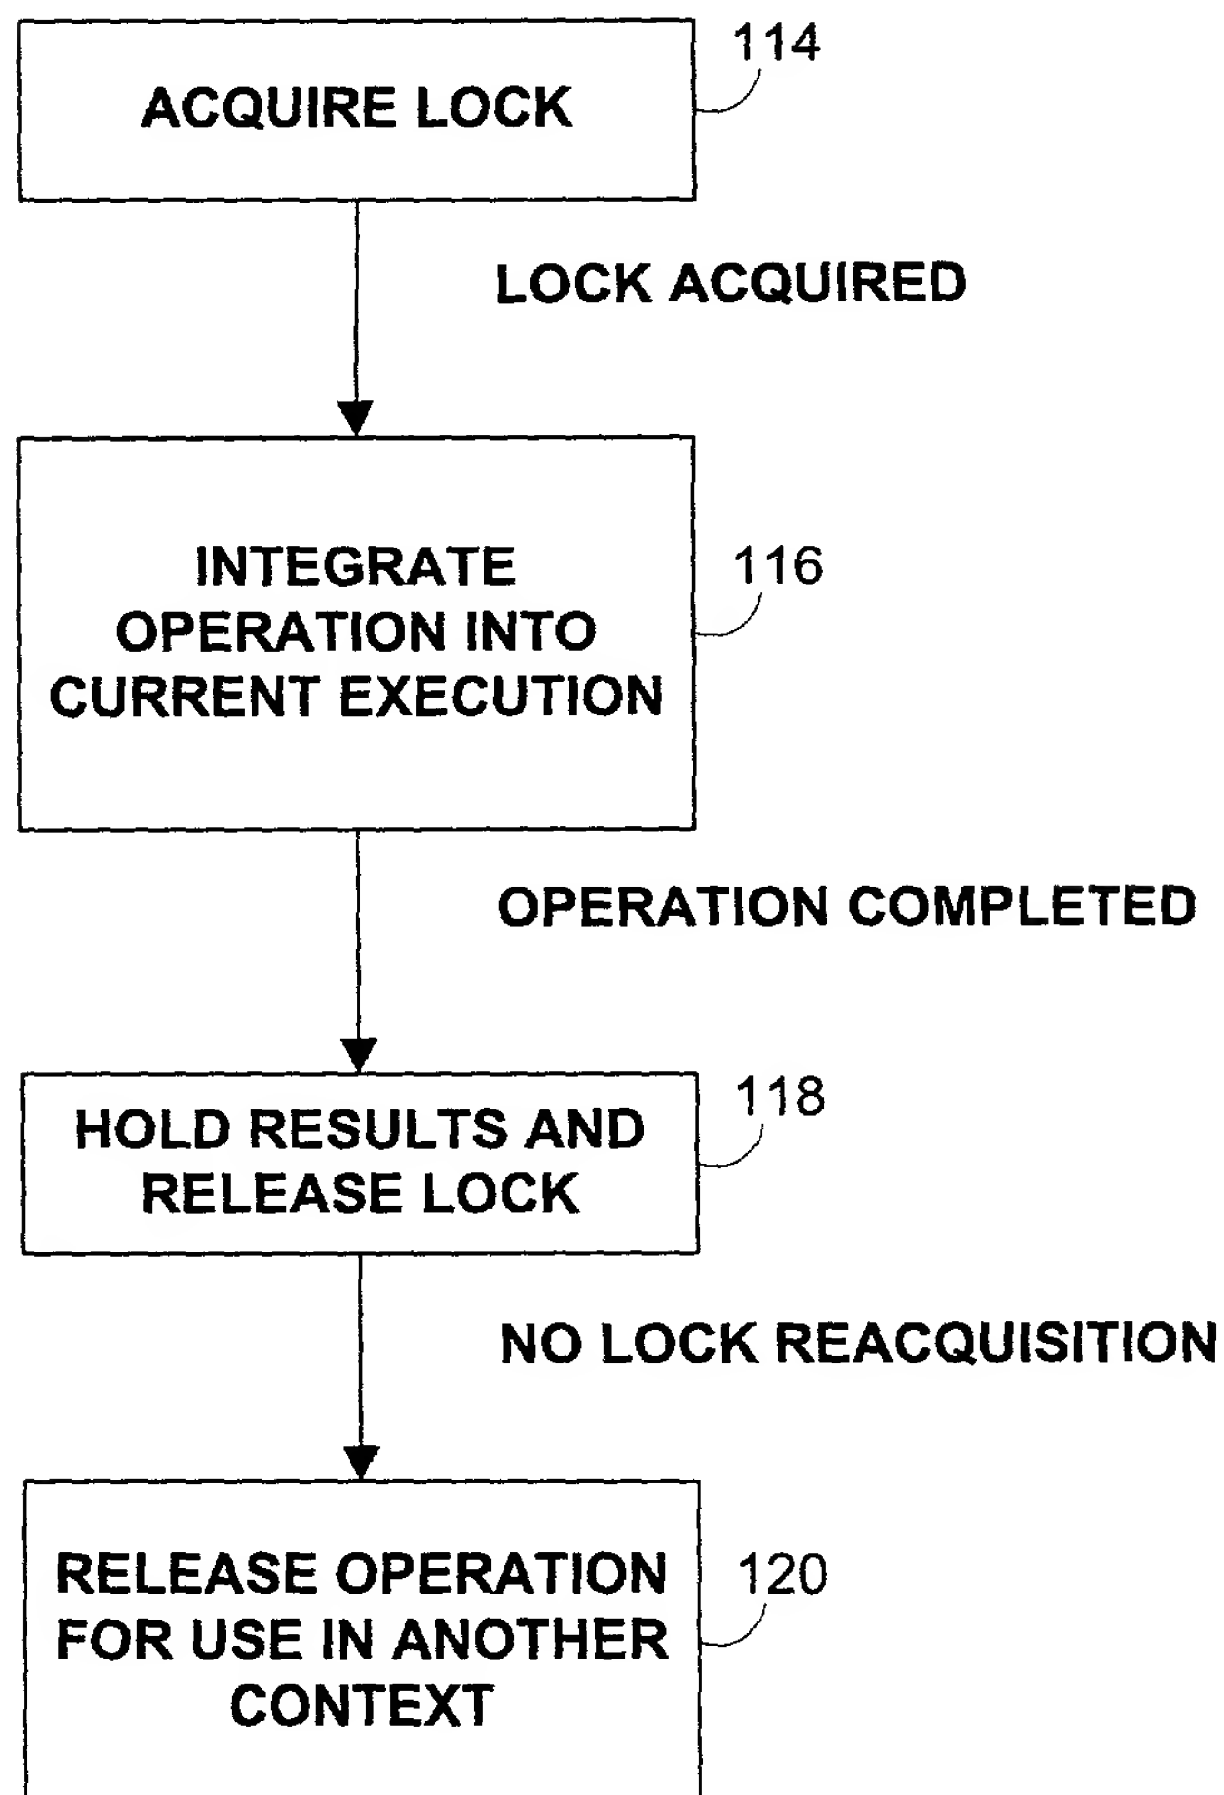 114
ACQUIRE LOCK
LOCK ACQUIRED
INTEGRATE
116
OPERATION INTO
CURRENT EXECUTION
OPERATION COMPLETED
118
HOLD RESULTS AND
RELEASE LOCK
NO LOCK REACQUISITION
RELEASE OPERATION
120
FOR USE IN ANOTHER
CONTEXT